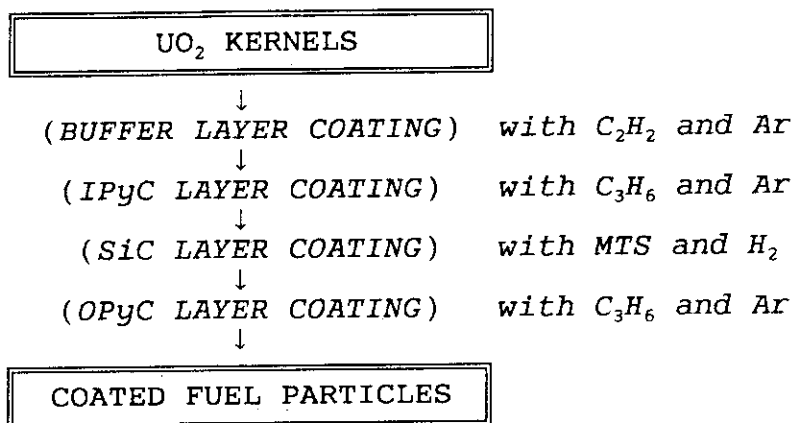 UO₂ KERNELS
↓
(BUFFER LAYER COATING) with C₂H₂ and Ar
↓
(IPyC LAYER COATING) with C₃H₆ and Ar
↓
(SiC LAYER COATING) with MTS and H₂
↓
(OPyC LAYER COATING) with C₃H₆ and Ar
↓
COATED FUEL PARTICLES